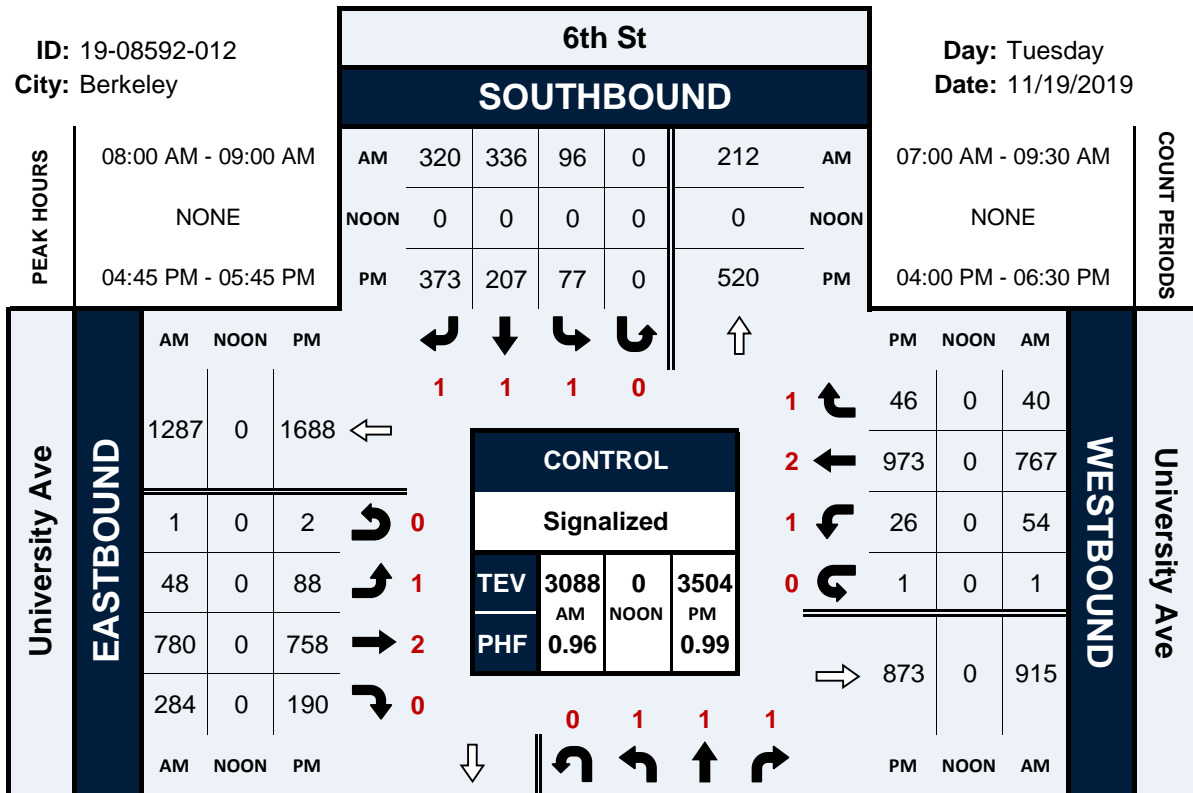 ID: 19-08592-012
City: Berkeley
6th St
SOUTHBOUND
Day: Tuesday
Date: 11/19/2019
PEAK HOURS
08:00 AM - 09:00 AM
NONE
04:45 PM - 05:45 PM
AM 320 336 96 0 212 AM
NOON 0 0 0 0 0 NOON
PM 373 207 77 0 520 PM
07:00 AM - 09:30 AM
NONE
04:00 PM - 06:30 PM
COUNT PERIODS
University Ave
EASTBOUND
AM NOON PM
1287 0 1688
1 0 2 0
48 0 88 1
780 0 758 2
284 0 190 0
AM NOON PM
1 1 1 0
CONTROL
Signalized
TEV 3088 0 3504
AM NOON PM
PHF 0.96 0.99
0 1 1 1
PM NOON AM
1 46 0 40
2 973 0 767
1 26 0 54
0 1 0 1
873 0 915
PM NOON AM
WESTBOUND
University Ave